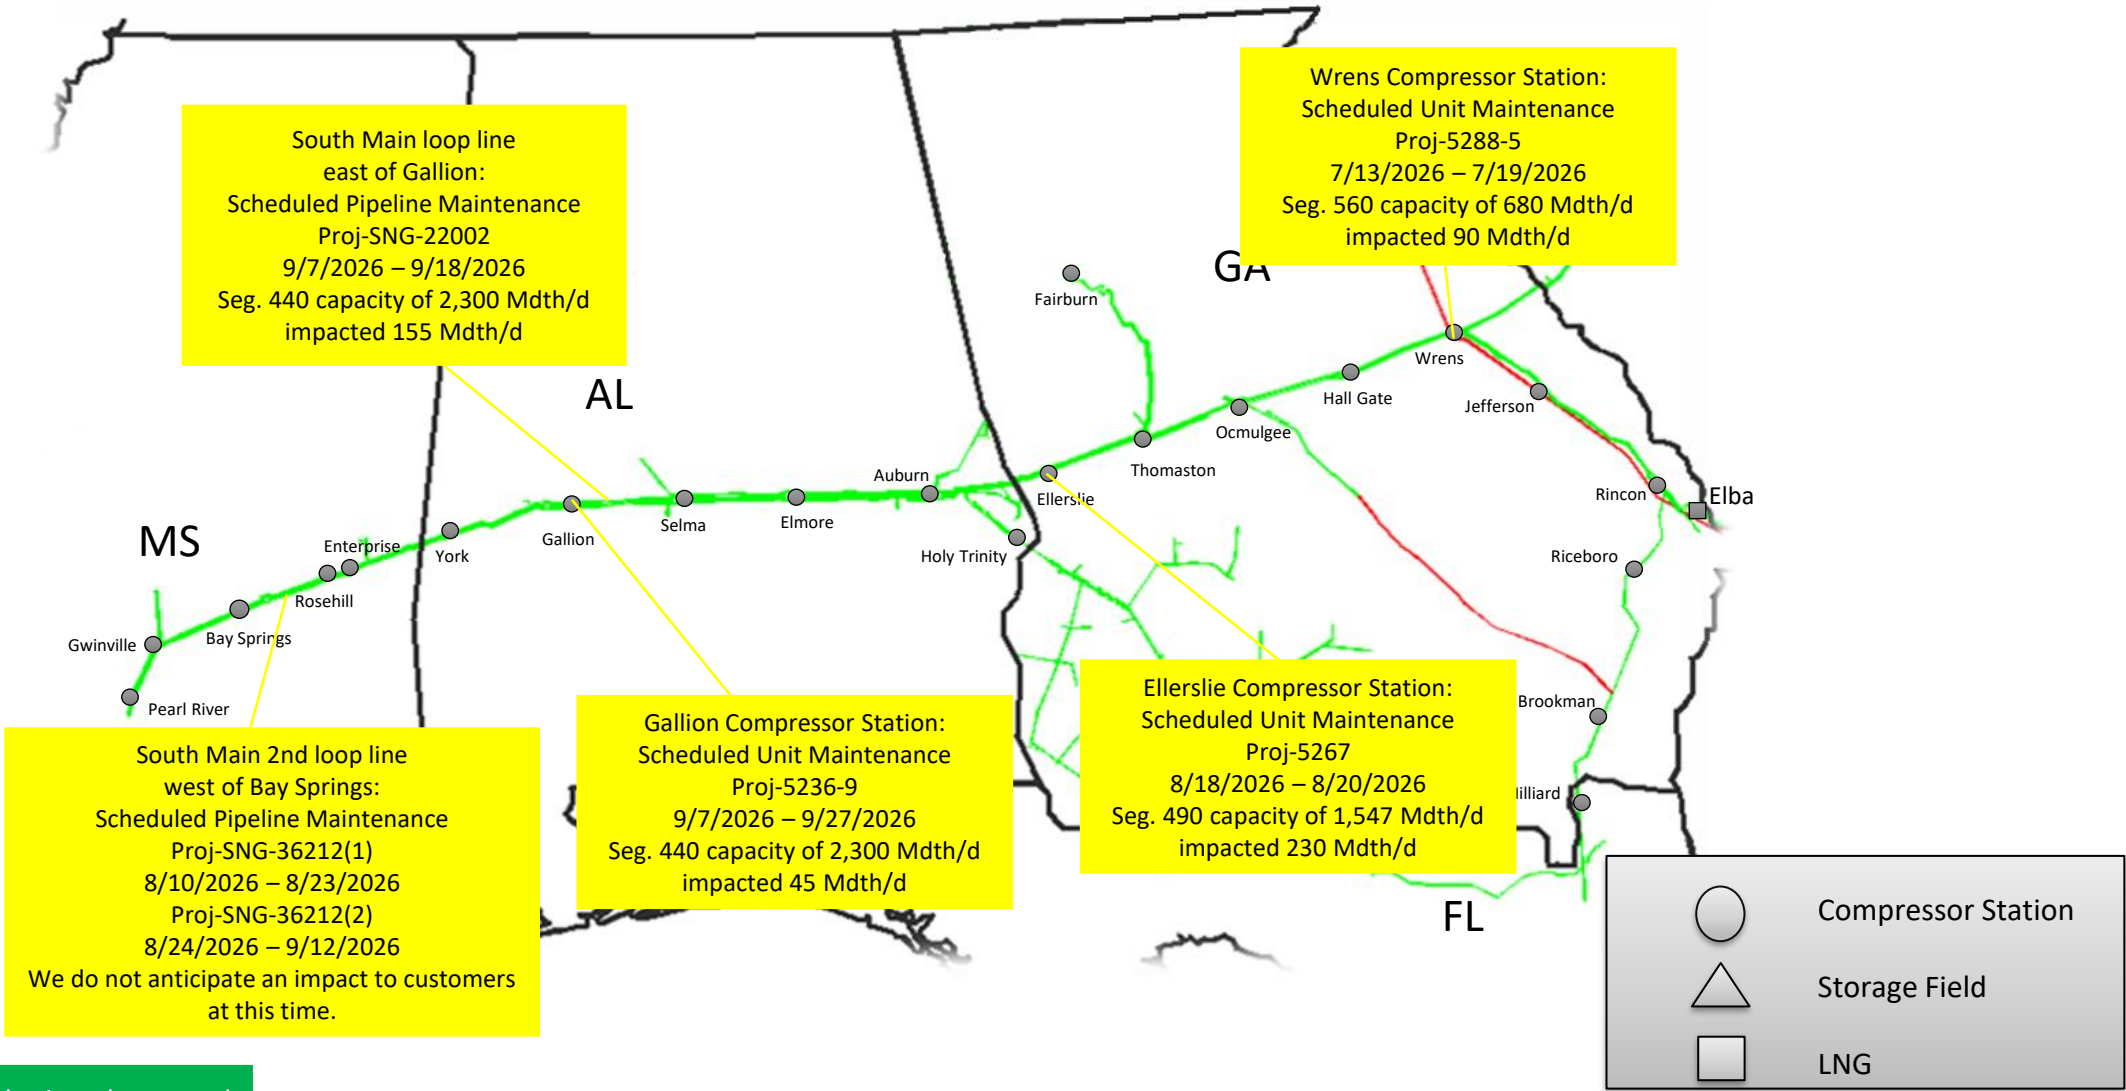 Wrens Compressor Station:
Scheduled Unit Maintenance
Proj-5288-5
7/13/2026 – 7/19/2026
Seg. 560 capacity of 680 Mdth/d
impacted 90 Mdth/d
South Main loop line
east of Gallion:
Scheduled Pipeline Maintenance
Proj-SNG-22002
9/7/2026 – 9/18/2026
Seg. 440 capacity of 2,300 Mdth/d
impacted 155 Mdth/d
GA
Fairburn
Wrens
AL
Hall Gate
Jefferson
Ocmulgee
Thomaston
Auburn
Ellerslie
Rincon
Elba
Selma
Elmore
Gallion
MS
Enterprise
York
Holy Trinity
Riceboro
Rosehill
Bay Springs
Gwinville
Pearl River
Brookman
South Main 2nd loop line
west of Bay Springs:
Scheduled Pipeline Maintenance
Proj-SNG-36212(1)
8/10/2026 – 8/23/2026
Proj-SNG-36212(2)
8/24/2026 – 9/12/2026
We do not anticipate an impact to customers
at this time.
Gallion Compressor Station:
Scheduled Unit Maintenance
Proj-5236-9
9/7/2026 – 9/27/2026
Seg. 440 capacity of 2,300 Mdth/d
impacted 45 Mdth/d
Ellerslie Compressor Station:
Scheduled Unit Maintenance
Proj-5267
8/18/2026 – 8/20/2026
Seg. 490 capacity of 1,547 Mdth/d
impacted 230 Mdth/d
illiard
FL
Compressor Station
Storage Field
LNG